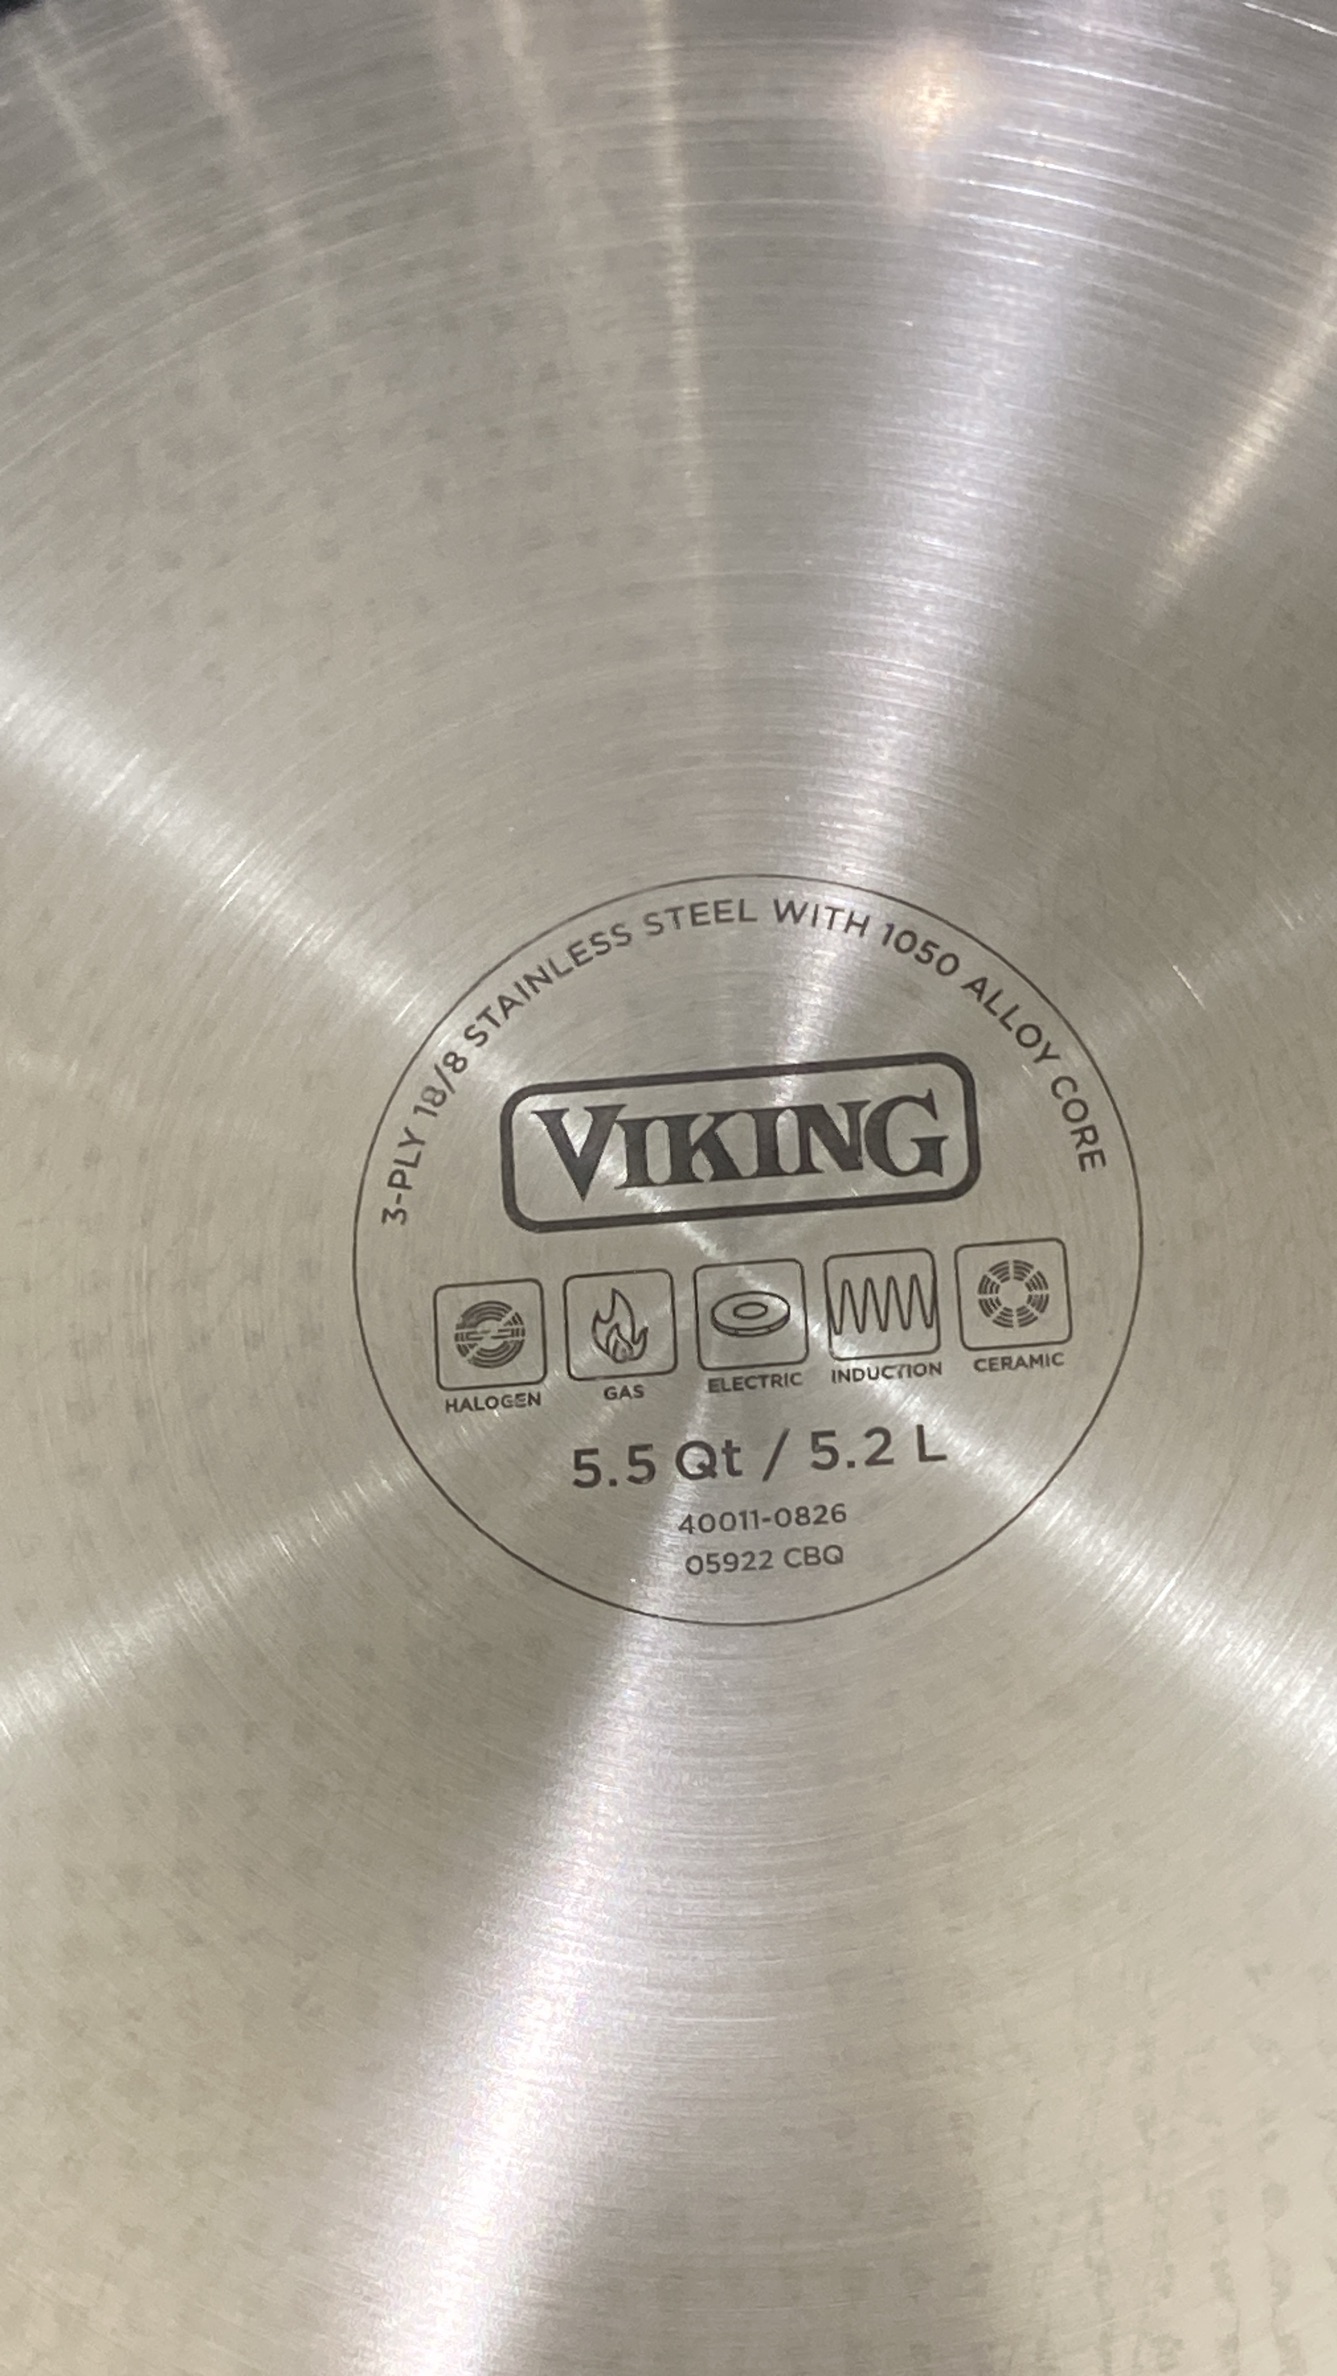 3-PLY 18/8 STAINLESS STEEL WITH 1050 ALLOY CORE
VIKING
HALOGEN GAS ELECTRIC INDUCTION CERAMIC
5.5 Qt / 5.2 L
40011-0826
05922 CBQ